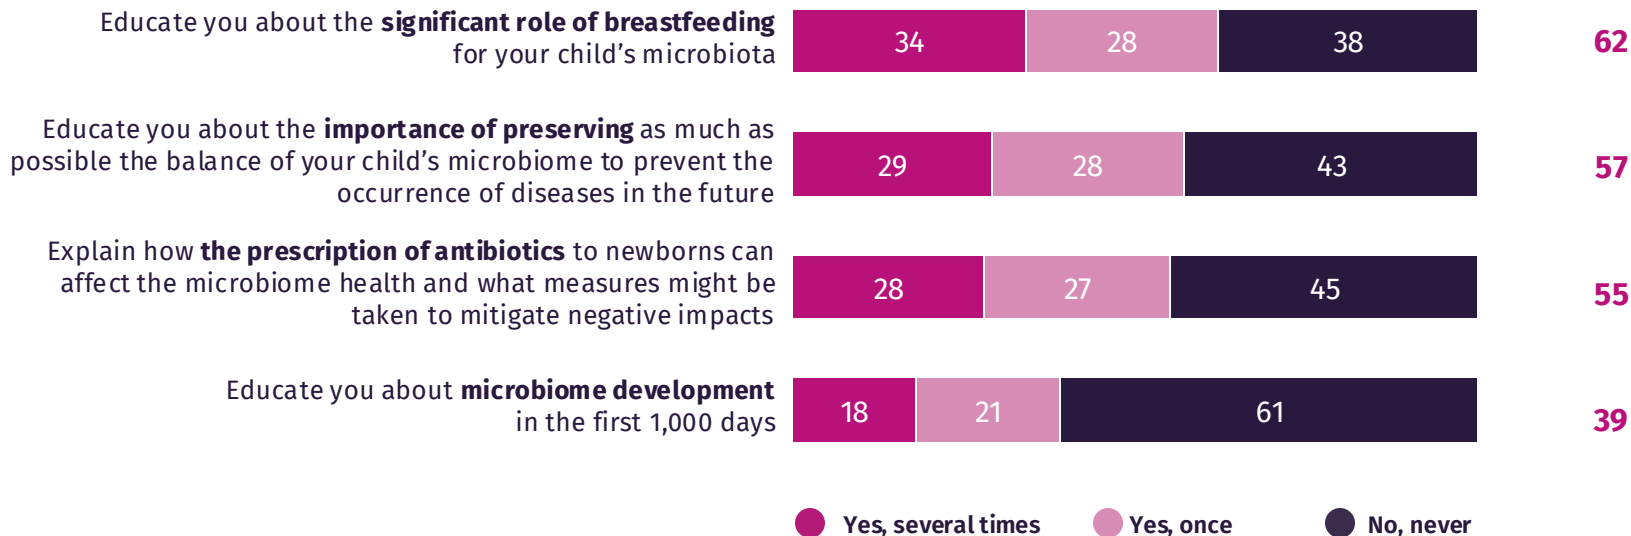 Educate you about the significant role of breastfeeding
for your child's microbiota
34 28 38 62
Educate you about the importance of preserving as much as
possible the balance of your child's microbiome to prevent the
occurrence of diseases in the future
29 28 43 57
Explain how the prescription of antibiotics to newborns can
affect the microbiome health and what measures might be
taken to mitigate negative impacts
28 27 45 55
Educate you about microbiome development
in the first 1,000 days
18 21 61 39
Yes, several times Yes, once No, never